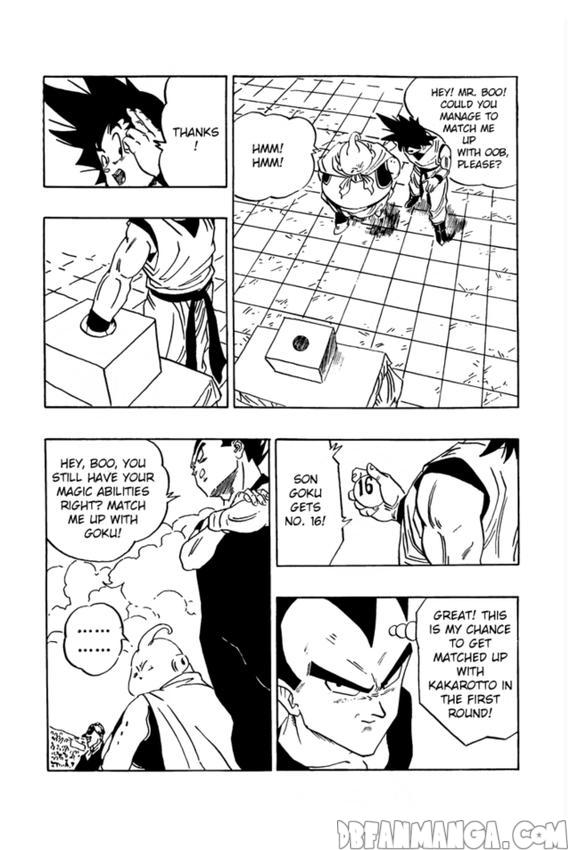 HEY! MR. BOO!
COULD YOU
MANAGE TO
MATCH ME
UP
WITH OOB,
PLEASE?
HMM!
HMM!
THANKS
!
SON
GOKU
GETS
NO. 16!
16
HEY, BOO, YOU
STILL HAVE YOUR
MAGIC ABILITIES
RIGHT? MATCH
ME UP WITH
GOKU!
......
......
GREAT! THIS
IS MY CHANCE
TO GET
MATCHED UP
WITH
KAKAROTTO IN
THE FIRST
ROUND!
DBFANMANGA.COM